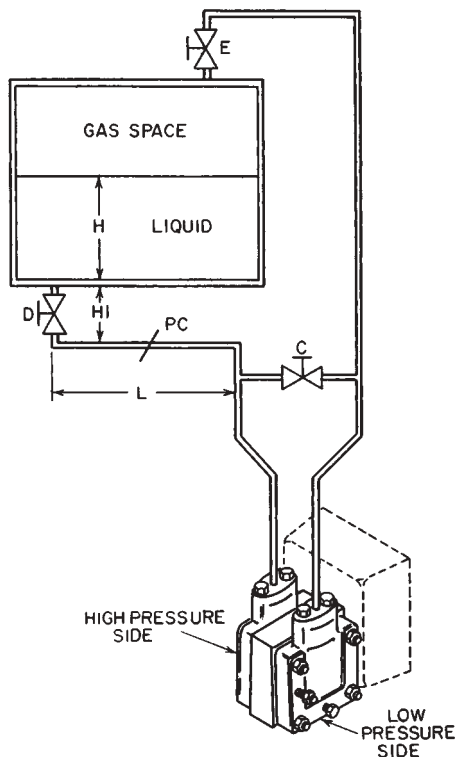 E
GAS SPACE
H
LIQUID
D
HI
PC
C
L
HIGH PRESSURE
SIDE
LOW
PRESSURE
SIDE